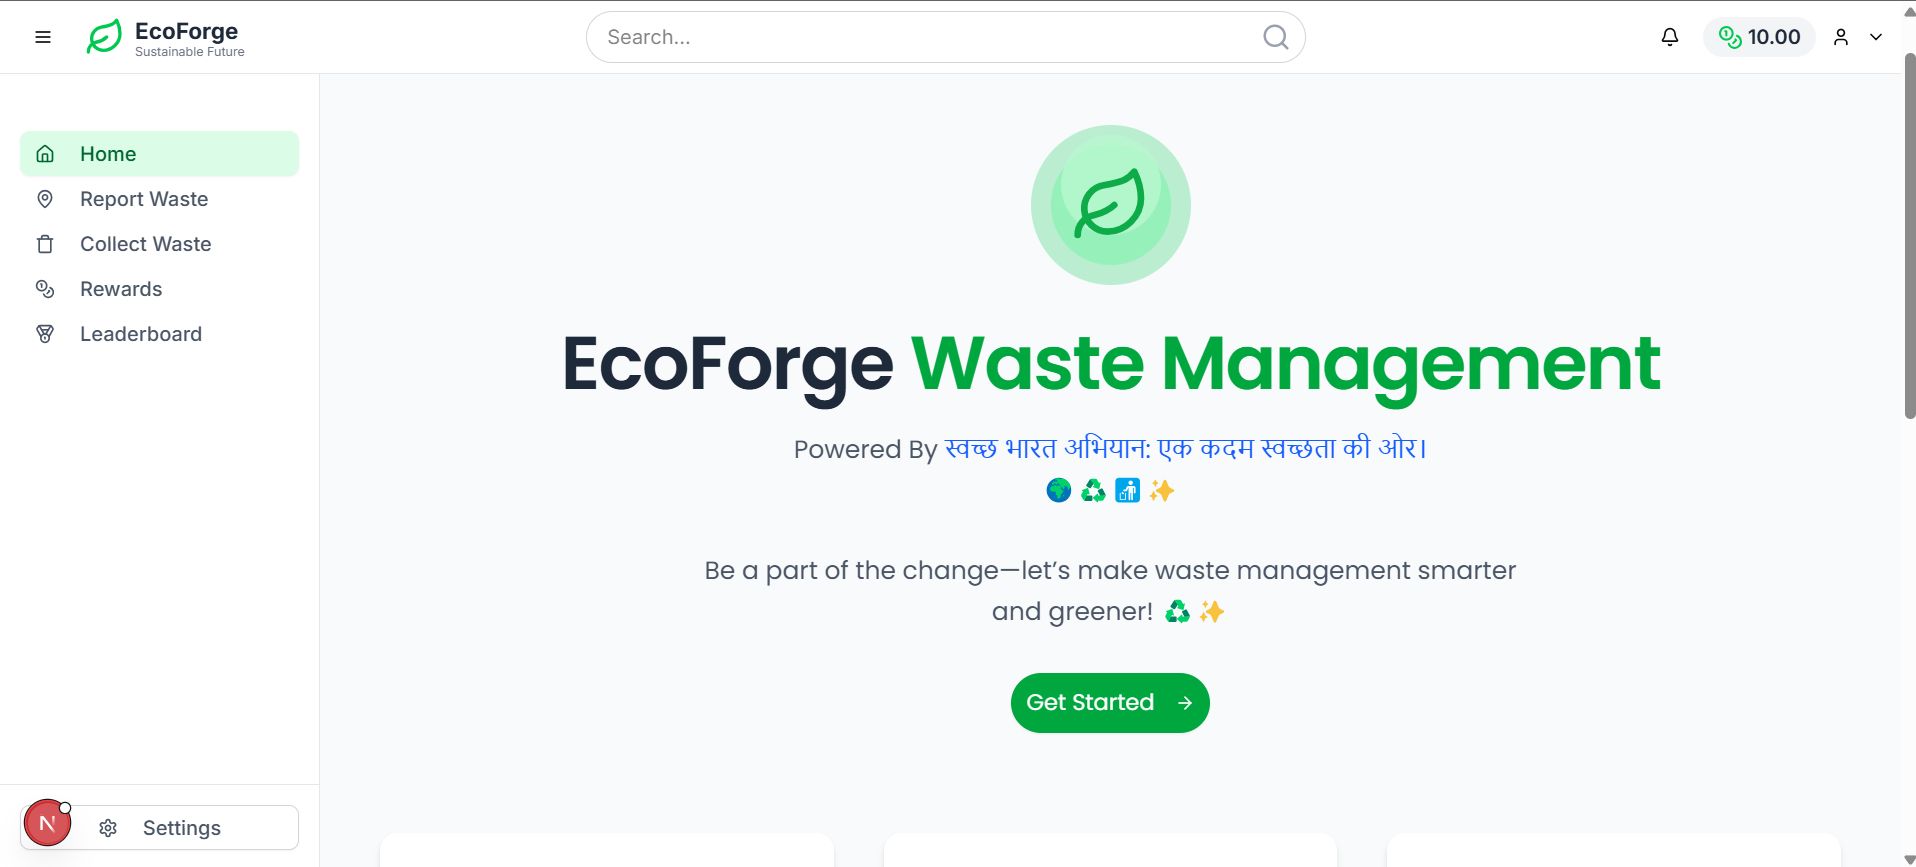 EcoForge
Sustainable Future
Search...
10.00
Home
Report Waste
Collect Waste
Rewards
Leaderboard
EcoForge Waste Management
Powered By स्वच्छ भारत अभियान: एक कदम स्वच्छता की ओर।
Be a part of the change—let’s make waste management smarter
and greener!
Get Started
N
Settings